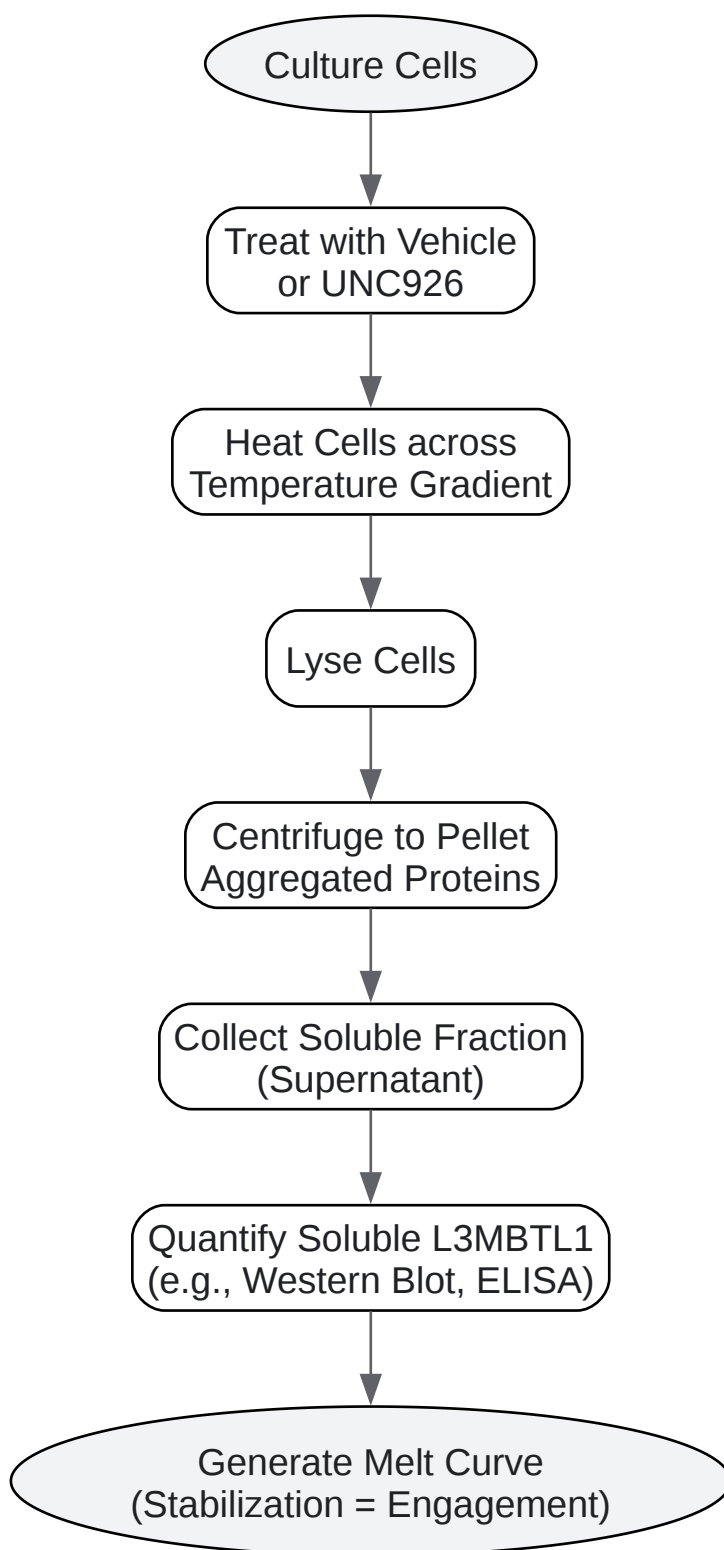 Culture Cells
Treat with Vehicle
or UNC926
Heat Cells across
Temperature Gradient
Lyse Cells
Centrifuge to Pellet
Aggregated Proteins
Collect Soluble Fraction
(Supernatant)
Quantify Soluble L3MBTL1
(e.g., Western Blot, ELISA)
Generate Melt Curve
(Stabilization = Engagement)